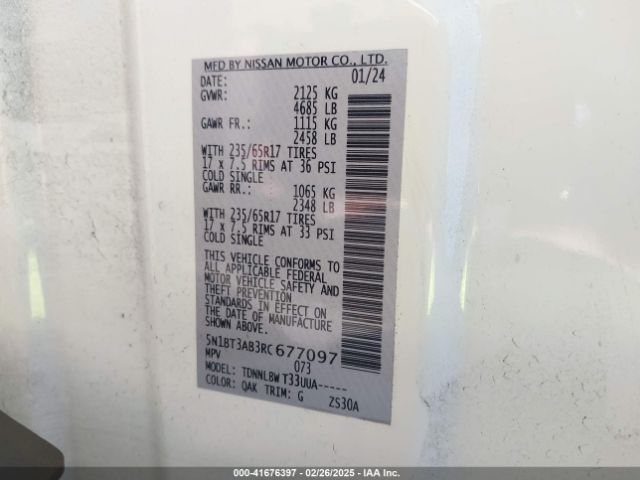 MFD BY NISSAN MOTOR CO., LTD.
DATE: 01/24
GVWR: 2125 KG
4685 LB
GAWR FR.: 1115 KG
2458 LB
WITH 235/65R17 TIRES
17 x 7.5 RIMS AT 36 PSI
COLD SINGLE
GAWR RR.: 1065 KG
2348 LB
WITH 235/65R17 TIRES
17 x 7.5 RIMS AT 33 PSI
COLD SINGLE
THIS VEHICLE CONFORMS TO
ALL APPLICABLE FEDERAL
MOTOR VEHICLE SAFETY AND
THEFT PREVENTION
STANDARDS IN EFFECT ON
THE DATE OF MANUFACTURE
SHOWN ABOVE.
5N1BT3AB3RC677097
MPV 073
MODEL: TDNNLBW T33UUA-----
COLOR: QAK TRIM: G ZS30A
000-41676397 - 02/26/2025 - IAA Inc.